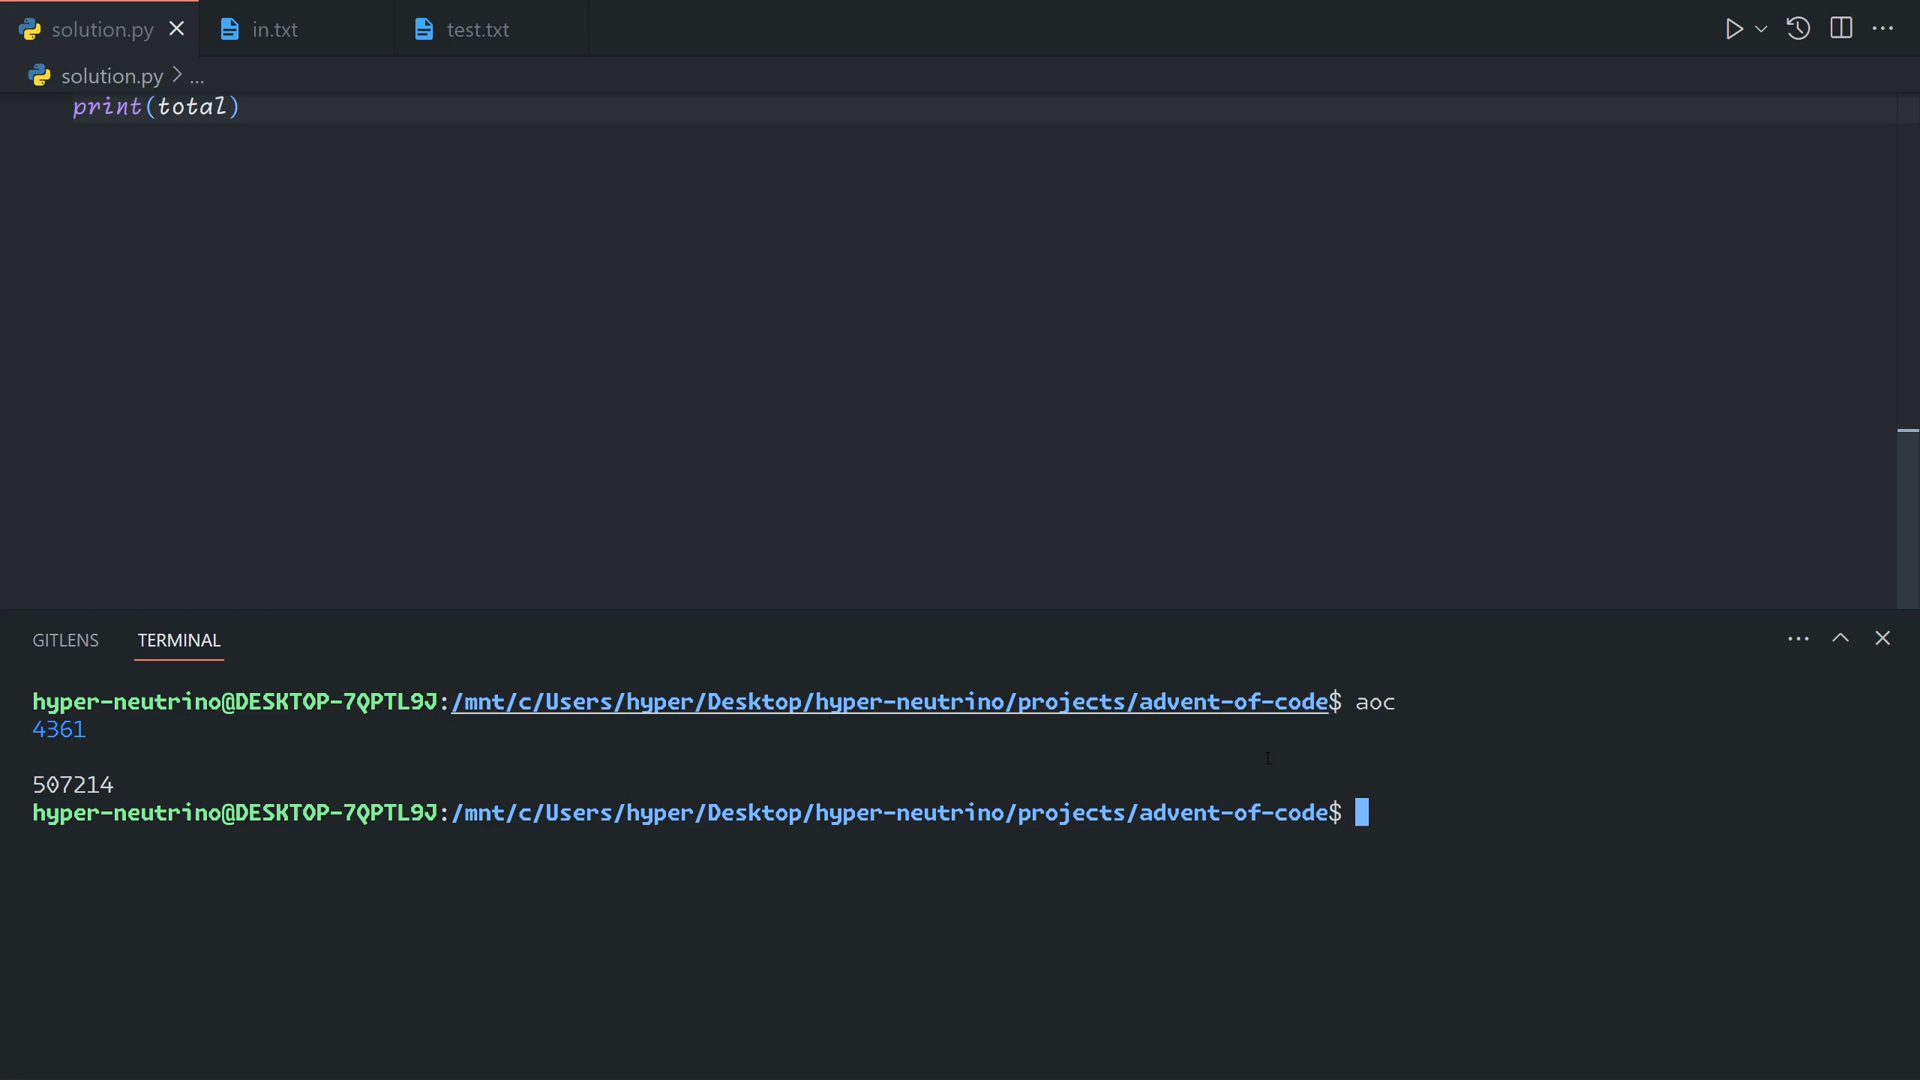 solution.py
in.txt
test.txt
solution.py > ...
print(total)
GITLENS
TERMINAL
hyper-neutrino@DESKTOP-7QPTL9J:/mnt/c/Users/hyper/Desktop/hyper-neutrino/projects/advent-of-code$ aoc
4361
507214
hyper-neutrino@DESKTOP-7QPTL9J:/mnt/c/Users/hyper/Desktop/hyper-neutrino/projects/advent-of-code$